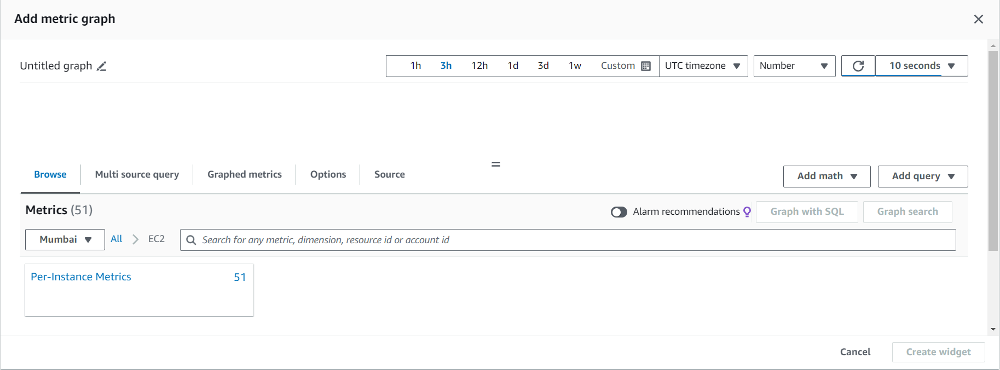 Add metric graph
Untitled graph
1h 3h 12h 1d 3d 1w Custom UTC timezone Number 10 seconds
Browse Multi source query Graphed metrics Options Source
Add math Add query
Metrics (51)
Alarm recommendations Graph with SQL Graph search
Mumbai All EC2 Search for any metric, dimension, resource id or account id
Per-Instance Metrics 51
Cancel Create widget